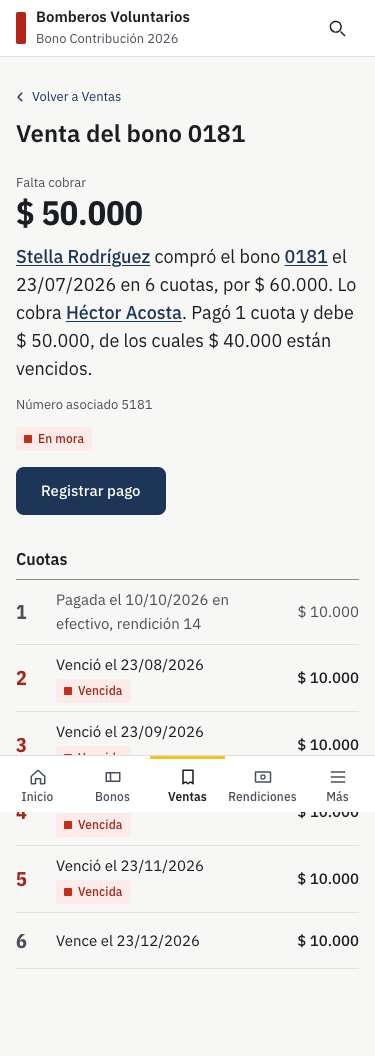 Bomberos Voluntarios
Bono Contribución 2026
Volver a Ventas
Venta del bono 0181
Falta cobrar
$ 50.000
Stella Rodríguez compró el bono 0181 el
23/07/2026 en 6 cuotas, por $ 60.000. Lo
cobra Héctor Acosta. Pagó 1 cuota y debe
$ 50.000, de los cuales $ 40.000 están
vencidos.
Número asociado 5181
En mora
Registrar pago
Cuotas
1 Pagada el 10/10/2026 en efectivo, rendición 14 $ 10.000
2 Venció el 23/08/2026 $ 10.000
Vencida
3 Venció el 23/09/2026 $ 10.000
Inicio Bonos Ventas Rendiciones Más
4 $ 10.000
Vencida
5 Venció el 23/11/2026 $ 10.000
Vencida
6 Vence el 23/12/2026 $ 10.000